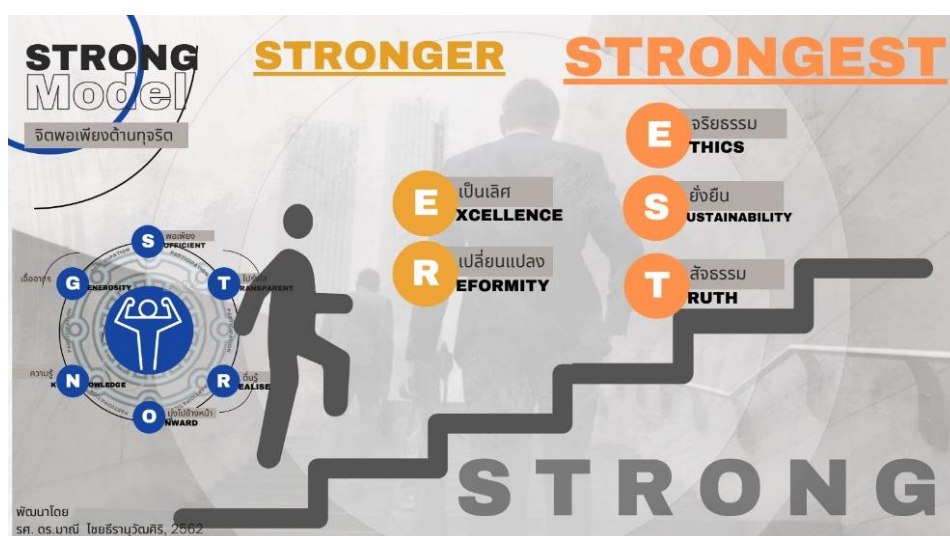 STRONG
Model
จิตพอเพียงต้านทุจริต
STRONGER
STRONGEST
E
เป็นเลิศ
XCELLENCE
R
เปลี่ยนแปลง
EFORMITY
E
จริยธรรม
THICS
S
ยั่งยืน
USTAINABILITY
T
สัจธรรม
RUTH
S
พอเพียง
UFFICIENT
T
โปร่งใส
RANSPARENT
R
ตื่นรู้
EALISE
O
มุ่งไปข้างหน้า
NWARD
N
ความรู้
K
OWLEDGE
G
เอื้ออาทร
ENEROSITY
PARTICIPATION
PARTICIPATION
STRONG
พัฒนาโดย
รศ. ดร.มาณี ไชยธีรานุวัฒศิริ, 2562